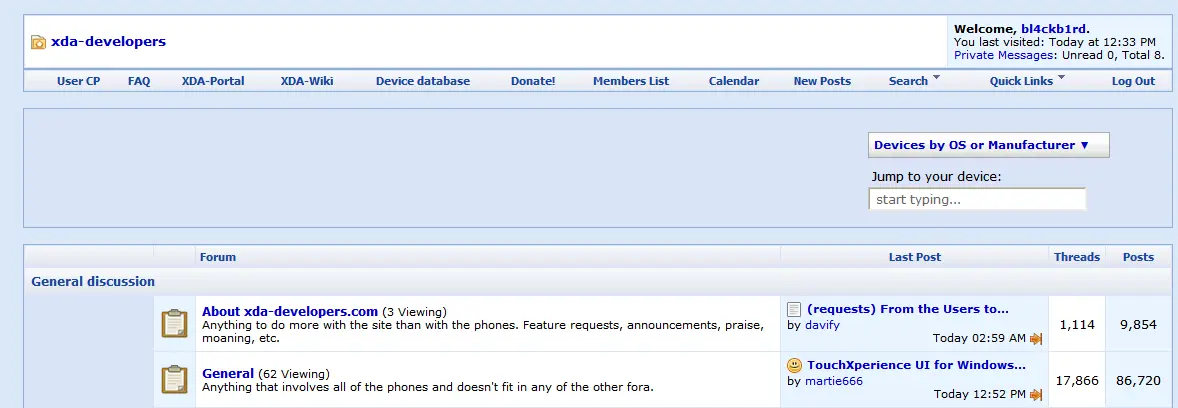 xda-developers
Welcome, bl4ckb1rd.
You last visited: Today at 12:33 PM
Private Messages: Unread 0, Total 8.
User CP FAQ XDA-Portal XDA-Wiki Device database Donate! Members List Calendar New Posts Search Quick Links Log Out
Devices by OS or Manufacturer ▼
Jump to your device:
start typing...
Forum Last Post Threads Posts
General discussion
About xda-developers.com (3 Viewing)
Anything to do more with the site than with the phones. Feature requests, announcements, praise,
moaning, etc.
(requests) From the Users to...
by davify
Today 02:59 AM
1,114 9,854
General (62 Viewing)
Anything that involves all of the phones and doesn't fit in any of the other fora.
TouchXperience UI for Windows...
by martie666
Today 12:52 PM
17,866 86,720